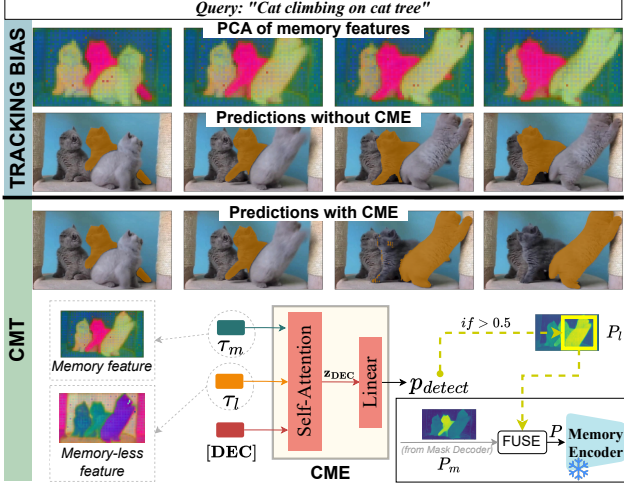 Query: "Cat climbing on cat tree"
TRACKING BIAS
PCA of memory features
Predictions without CME
CMT
Predictions with CME
Memory feature
Memory-less
feature
τm
τl
[DEC]
Self-Attention
zDEC
Linear
CME
pdetect
if > 0.5
Pl
(from Mask Decoder)
Pm
FUSE
P
Memory
Encoder